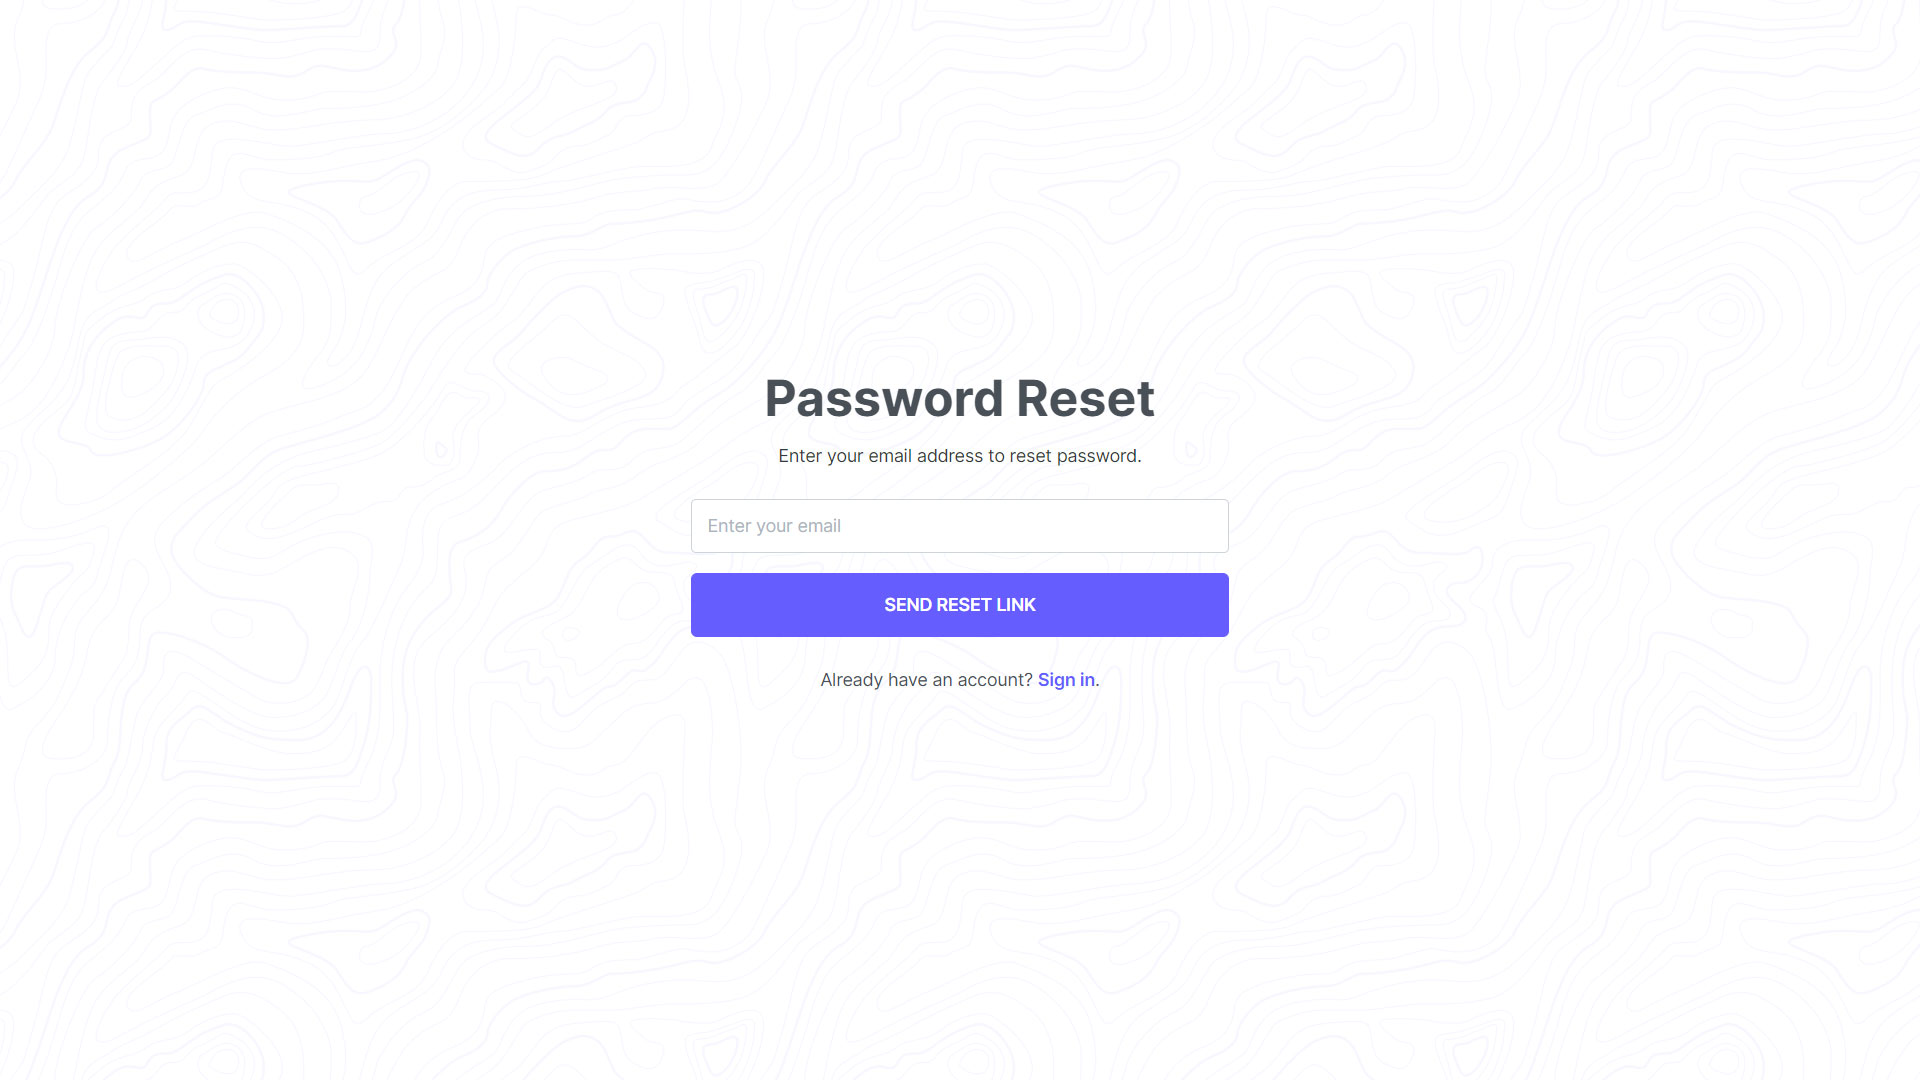 Password Reset
Enter your email address to reset password.
Enter your email
SEND RESET LINK
Already have an account? Sign in.